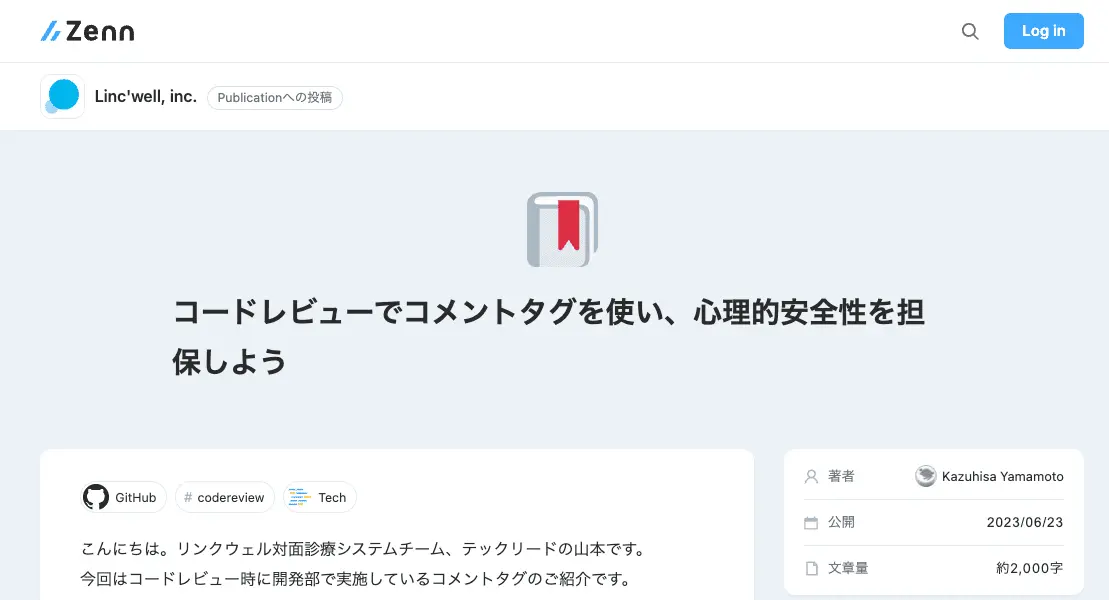 Zenn
Log in
Linc'well, inc. Publicationへの投稿
コードレビューでコメントタグを使い、心理的安全性を担
保しよう
GitHub # codereview Tech
こんにちは。リンクウェル対面診療システムチーム、テックリードの山本です。
今回はコードレビュー時に開発部で実施しているコメントタグのご紹介です。
著者 Kazuhisa Yamamoto
公開 2023/06/23
文章量 約2,000字